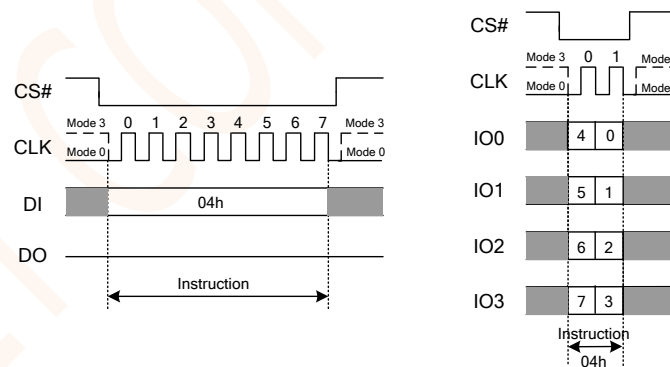 CS#
Mode 3 0 1 2 3 4 5 6 7 Mode 3
CLK Mode 0 Mode 0
DI 04h
DO
Instruction
CS#
Mode 3 0 1 Mode
CLK Mode 0 Mode
IO0 4 0
IO1 5 1
IO2 6 2
IO3 7 3
Instruction
04h